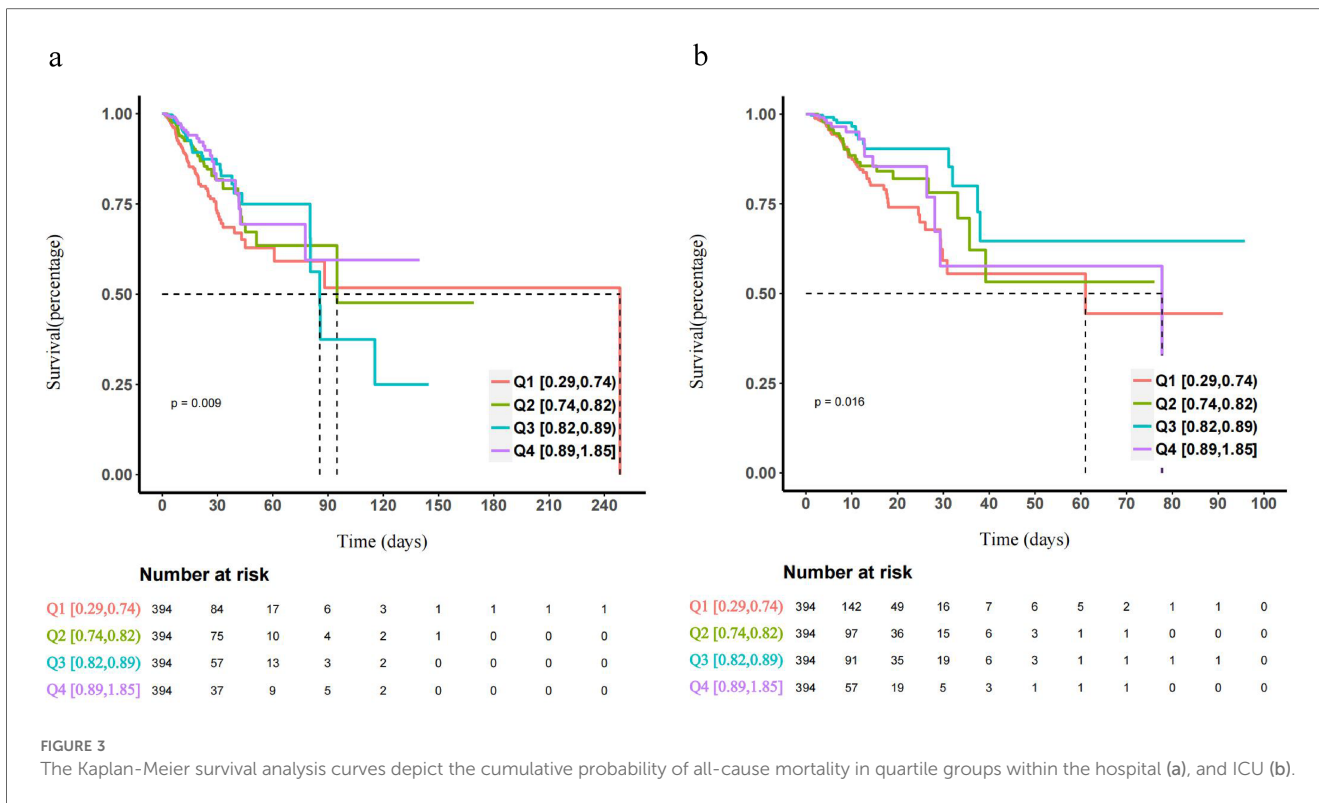 a
1.00
0.75
0.50
0.25
0.00
Survival(percentage)
p = 0.009
Q1 [0.29,0.74)
Q2 [0.74,0.82)
Q3 [0.82,0.89)
Q4 [0.89,1.85]
0 30 60 90 120 150 180 210 240
Time (days)
Number at risk
Q1 [0.29,0.74) 394 84 17 6 3 1 1 1 1
Q2 [0.74,0.82) 394 75 10 4 2 1 0 0 0
Q3 [0.82,0.89) 394 57 13 3 2 0 0 0 0
Q4 [0.89,1.85] 394 37 9 5 2 0 0 0 0
b
1.00
0.75
0.50
0.25
0.00
Survival(percentage)
p = 0.016
Q1 [0.29,0.74)
Q2 [0.74,0.82)
Q3 [0.82,0.89)
Q4 [0.89,1.85]
0 10 20 30 40 50 60 70 80 90 100
Time (days)
Number at risk
Q1 [0.29,0.74) 394 142 49 16 7 6 5 2 1 1 0
Q2 [0.74,0.82) 394 97 36 15 6 3 1 1 0 0 0
Q3 [0.82,0.89) 394 91 35 19 6 3 1 1 1 1 0
Q4 [0.89,1.85] 394 57 19 5 3 1 1 1 0 0 0
FIGURE 3
The Kaplan-Meier survival analysis curves depict the cumulative probability of all-cause mortality in quartile groups within the hospital (a), and ICU (b).